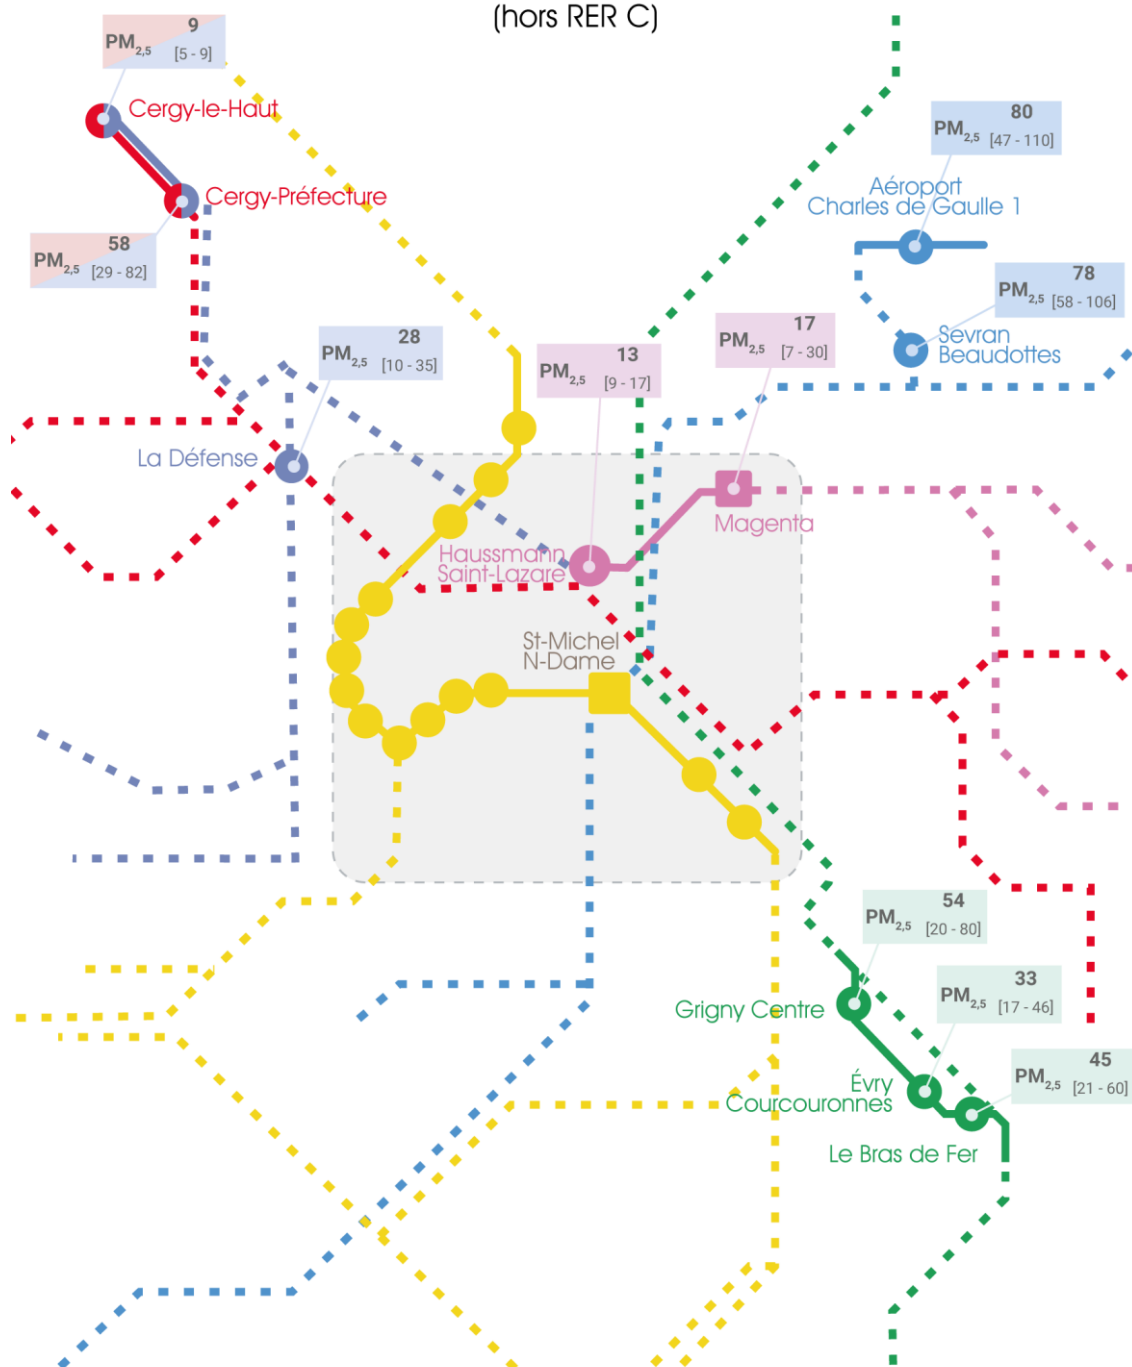 (hors RER C)
PM2,5 9
[5 - 9]
Cergy-le-Haut
Cergy-Préfecture
PM2,5 58
[29 - 82]
PM2,5 80
[47 - 110]
Aéroport
Charles de Gaulle 1
PM2,5 78
[58 - 106]
Sevran
Beaudottes
PM2,5 28
[10 - 35]
La Défense
PM2,5 13
[9 - 17]
PM2,5 17
[7 - 30]
Magenta
Haussmann
Saint-Lazare
St-Michel
N-Dame
PM2,5 54
[20 - 80]
Grigny Centre
PM2,5 33
[17 - 46]
Évry
Courcouronnes
PM2,5 45
[21 - 60]
Le Bras de Fer